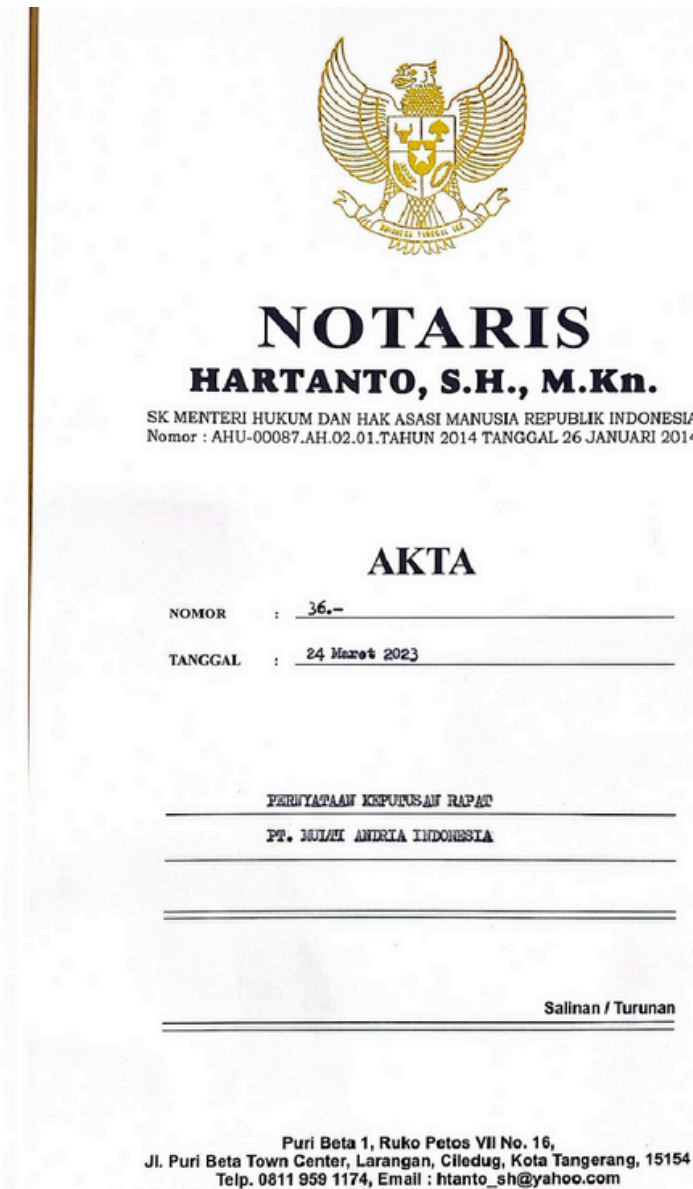 NOTARIS
HARTANTO, S.H., M.Kn.
SK MENTERI HUKUM DAN HAK ASASI MANUSIA REPUBLIK INDONESIA
Nomor : AHU-00087.AH.02.01.TAHUN 2014 TANGGAL 26 JANUARI 2014
AKTA
NOMOR : 36.-
TANGGAL : 24 Maret 2023
PERNYATAAN KEPUTUSAN RAPAT
PT. ANDRIA INDONESIA
Salinan / Turunan
Puri Beta 1, Ruko Petos VII No. 16,
Jl. Puri Beta Town Center, Larangan, Ciledug, Kota Tangerang, 15154
Telp. 0811 959 1174, Email : htanto_sh@yahoo.com